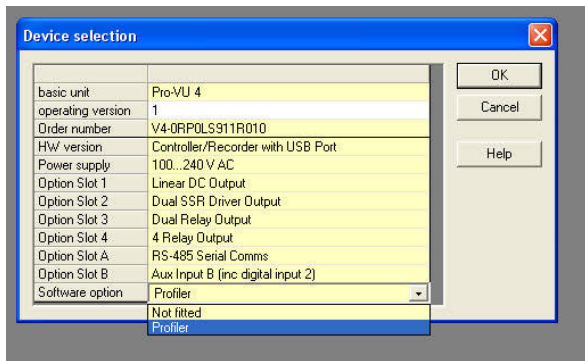 Device selection
OK
Cancel
Help
basic unit Pro-VU 4
operating version 1
Order number V4-0RP0LS911R010
HW version Controller/Recorder with USB Port
Power supply 100...240 V AC
Option Slot 1 Linear DC Output
Option Slot 2 Dual SSR Driver Output
Option Slot 3 Dual Relay Output
Option Slot 4 4 Relay Output
Option Slot A RS-485 Serial Comms
Option Slot B Aux Input B (inc digital input 2)
Software option Profiler
Not fitted
Profiler